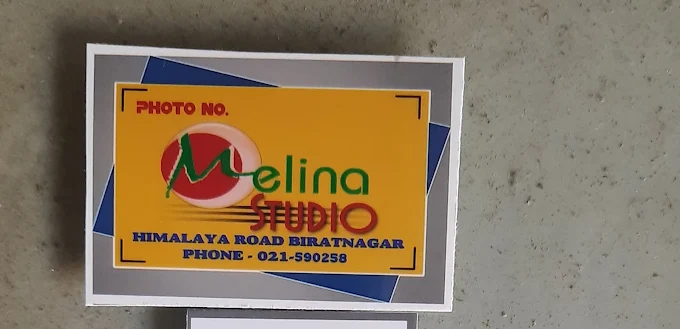 PHOTO NO.
Melina
STUDIO
HIMALAYA ROAD BIRATNAGAR
PHONE - 021-590258